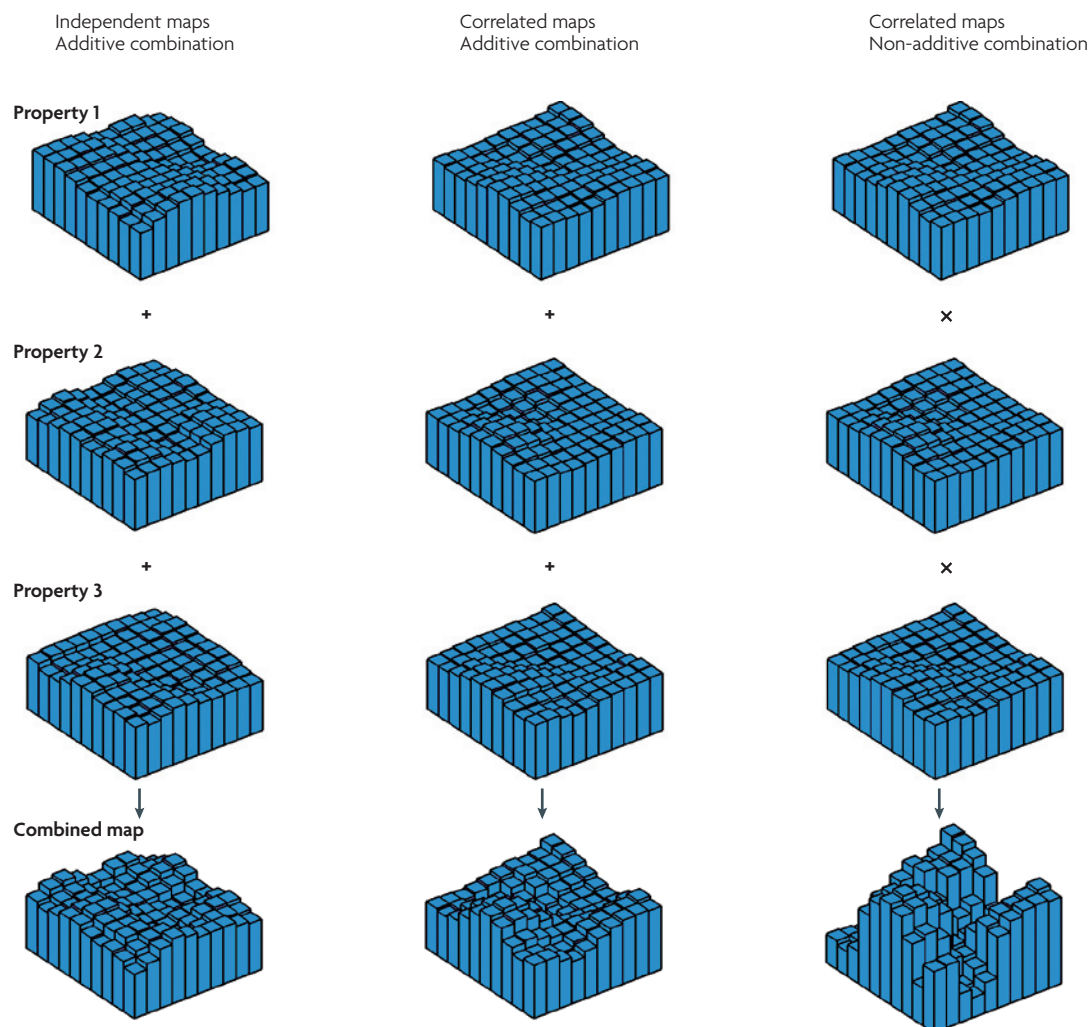 Independent maps
Additive combination
Correlated maps
Additive combination
Correlated maps
Non-additive combination
Property 1
+
+
×
Property 2
+
+
×
Property 3
Combined map